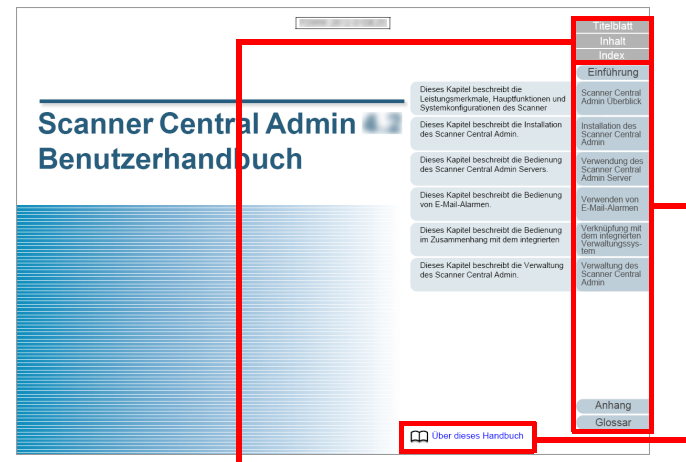 Titelblatt
Inhalt
Index
Einführung
Scanner Central Admin
Benutzerhandbuch
Dieses Kapitel beschreibt die
Leistungsmerkmale, Hauptfunktionen und
Systemkonfigurationen des Scanner
Scanner Central
Admin Überblick
Dieses Kapitel beschreibt die Installation
des Scanner Central Admin.
Installation des
Scanner Central
Admin
Dieses Kapitel beschreibt die Bedienung
des Scanner Central Admin Servers.
Verwendung des
Scanner Central
Admin Server
Dieses Kapitel beschreibt die Bedienung
von E-Mail-Alarmen.
Verwenden von
E-Mail-Alarmen
Dieses Kapitel beschreibt die Bedienung
im Zusammenhang mit dem integrierten
Verknüpfung mit
dem integrierten
Verwaltungssys-
tem
Dieses Kapitel beschreibt die Verwaltung
des Scanner Central Admin.
Verwaltung des
Scanner Central
Admin
Anhang
Glossar
Über dieses Handbuch